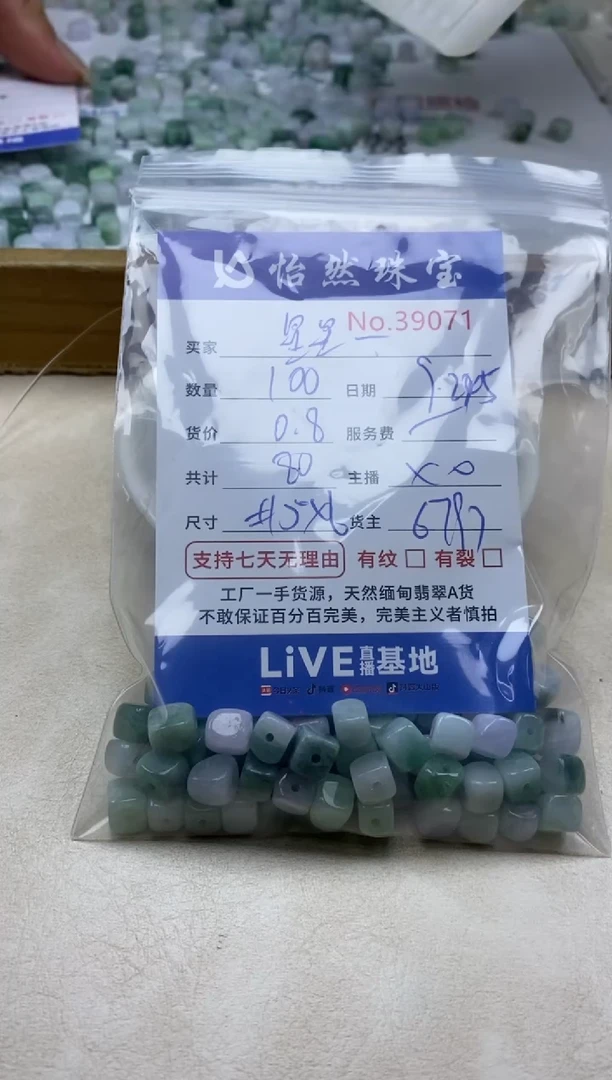 怡然珠宝
No.39071
买家 星星一
数量 100 日期
货价 0.8 服务费
共计 80 主播 XO
尺寸 货主
支持七天无理由 有纹 有裂
工厂一手货源，天然缅甸翡翠A货
不敢保证百分百完美，完美主义者慎拍
LiVE直播基地